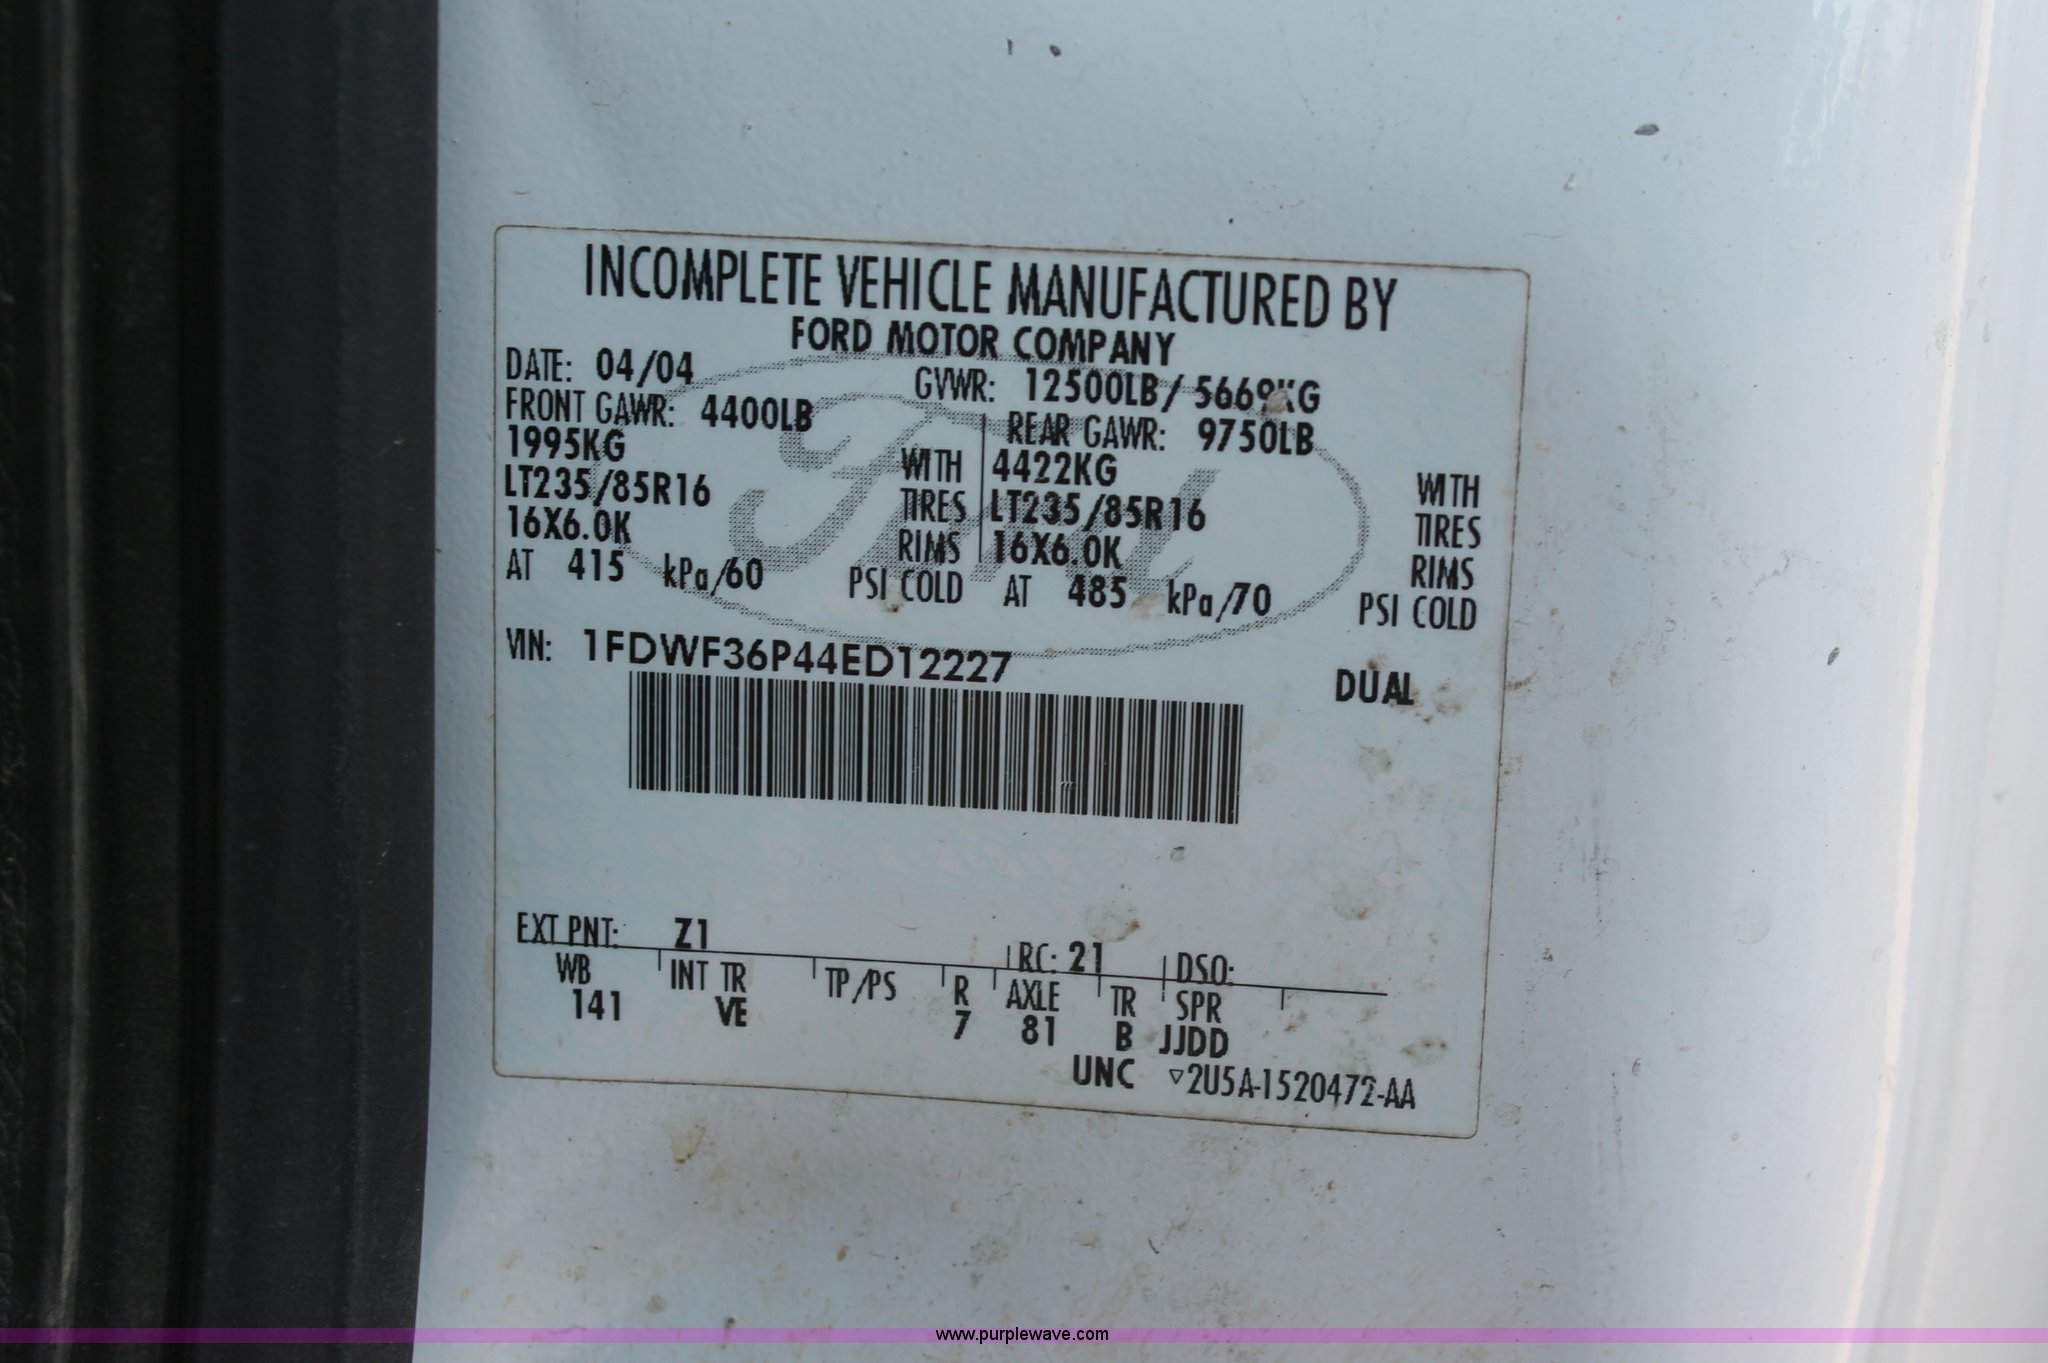 INCOMPLETE VEHICLE MANUFACTURED BY
FORD MOTOR COMPANY
DATE: 04/04 GVWR: 12500LB/ 5669KG
FRONT GAWR: 4400LB REAR GAWR: 9750LB
1995KG WITH 4422KG WITH
LT235/85R16 TIRES LT235/85R16 TIRES
16X6.0K RIMS 16X6.0K RIMS
AT 415 kPa/60 PSI COLD AT 485 kPa/70 PSI COLD
VIN: 1FDWF36P44ED12227
DUAL
EXT PNT: Z1 RC: 21 DSO:
WB INT TR TP/PS R AXLE TR SPR
141 VE 7 81 B JJDD
UNC ▽2U5A-1520472-AA
www.purplewave.com